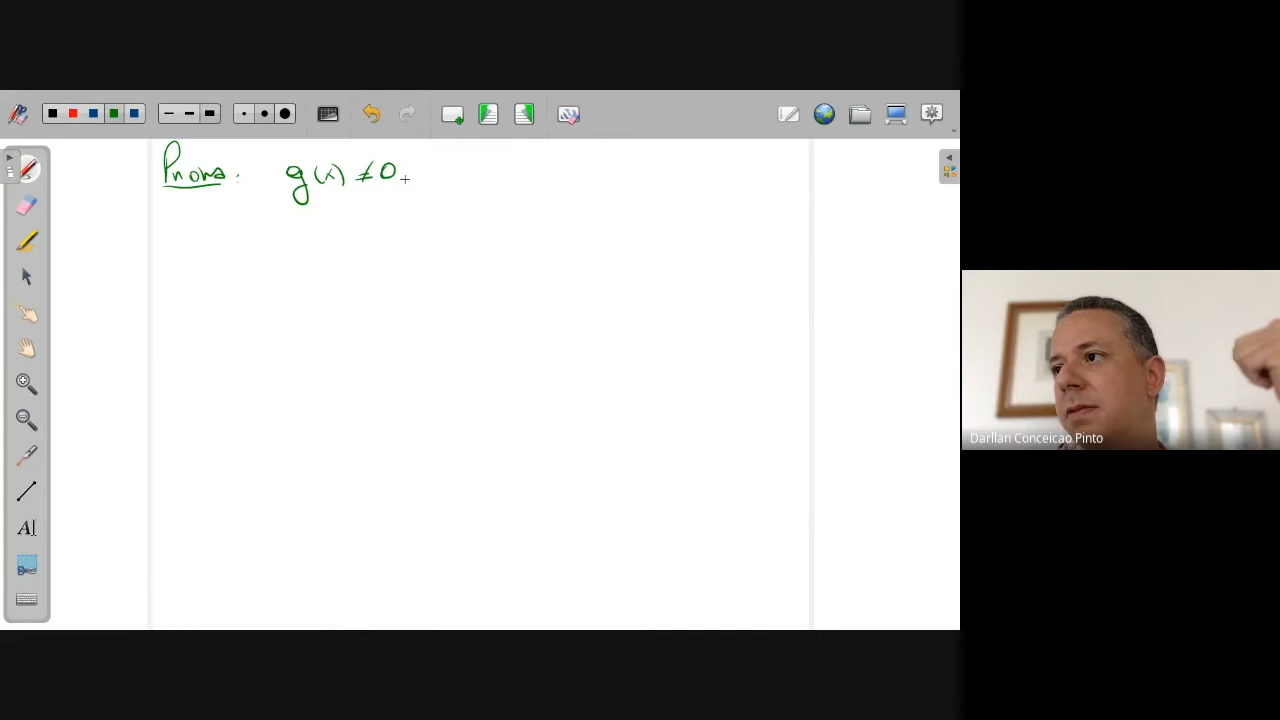 Prova: g(x) ≠ 0
Darllan Conceicao Pinto